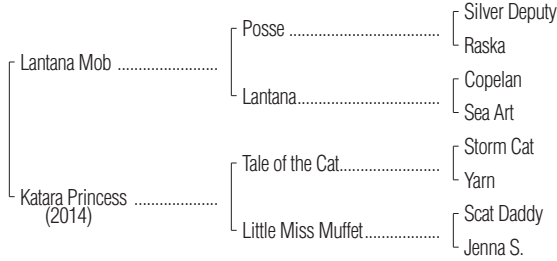 Silver Deputy
Posse ........................................
Raska
Lantana Mob ..........................
Copelan
Lantana......................................
Sea Art
Storm Cat
Tale of the Cat..........................
Yarn
Katara Princess ......................
(2014)
Scat Daddy
Little Miss Muffet...................
Jenna S.